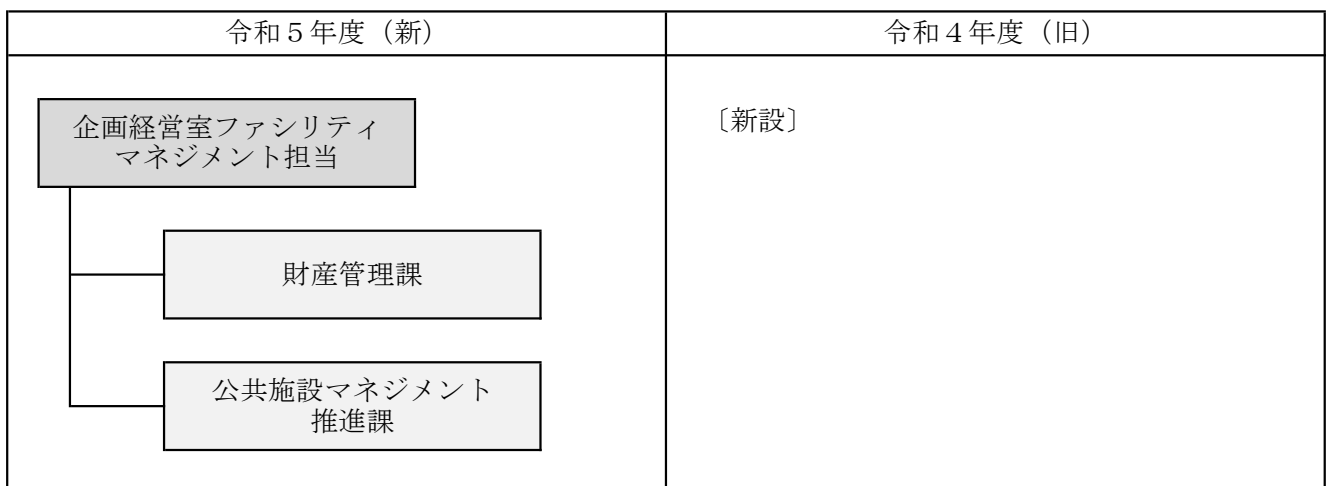 令和５年度（新）
令和４年度（旧）
企画経営室ファシリティ
マネジメント担当
〔新設〕
財産管理課
公共施設マネジメント
推進課